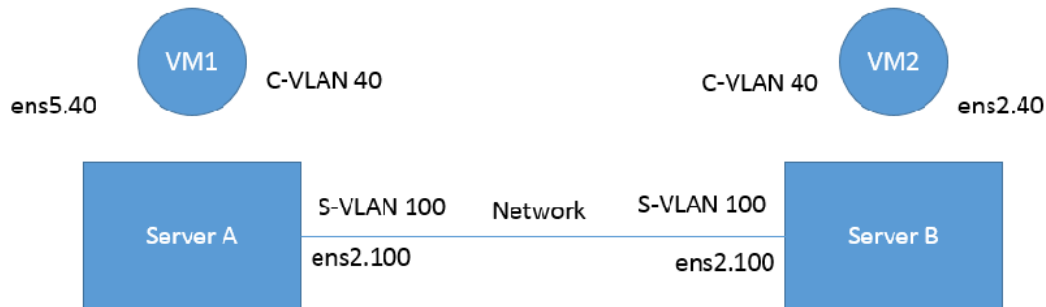 VM1
C-VLAN 40
ens5.40
VM2
C-VLAN 40
ens2.40
Server A
S-VLAN 100
ens2.100
Network
S-VLAN 100
ens2.100
Server B